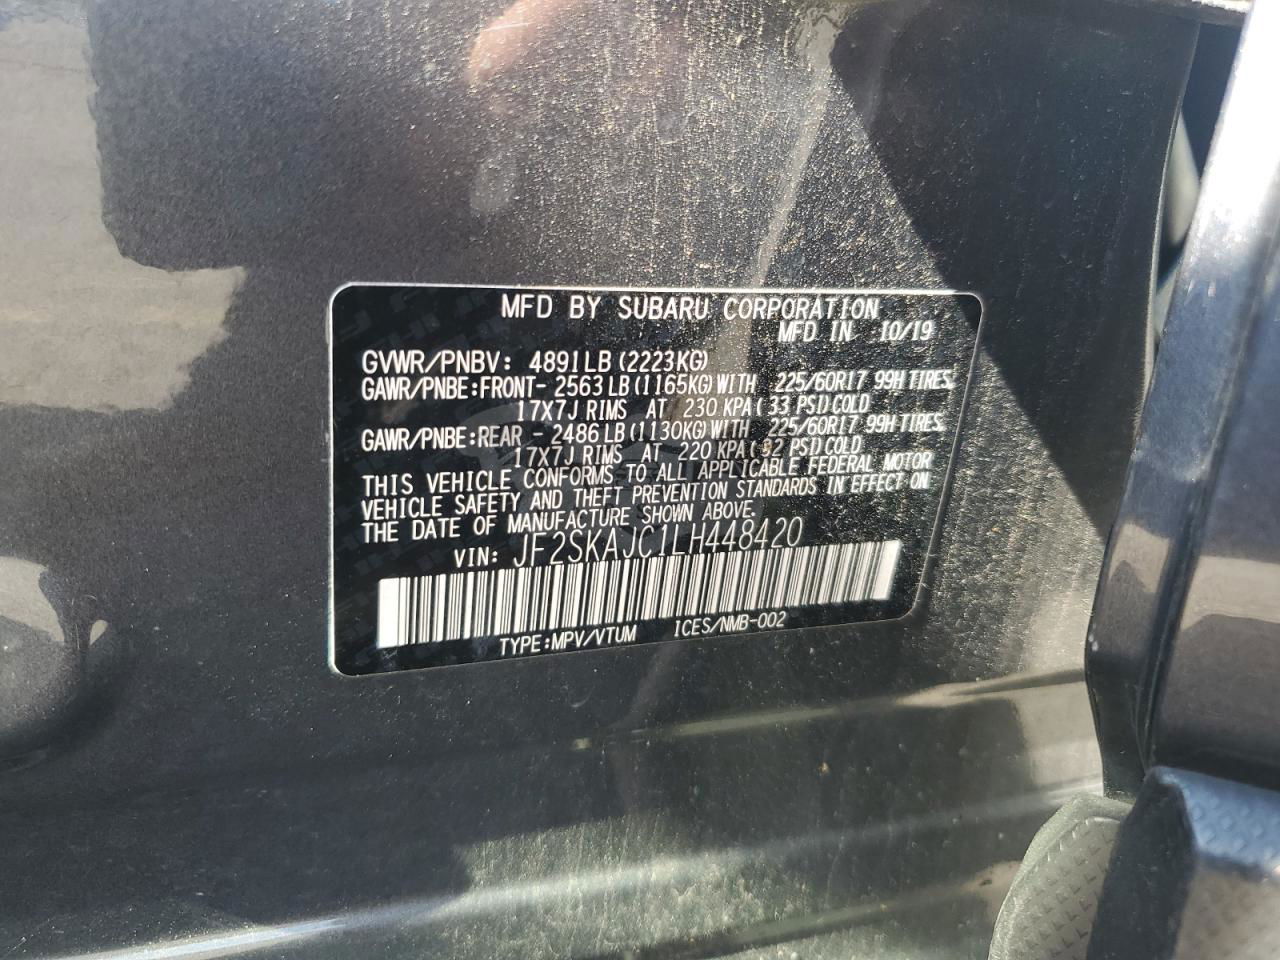 MFD BY SUBARU CORPORATION
MFD IN 10/19
GVWR/PNBV: 4891LB (2223KG)
GAWR/PNBE:FRONT- 2563LB(1165KG)WITH 225/60R17 99H TIRES.
17X7J RIMS AT 230 KPA( 33 PSI)COLD
GAWR/PNBE:REAR - 2486LB(1130KG)WITH 225/60R17 99H TIRES.
17X7J RIMS AT 220 KPA( 32 PSI)COLD
THIS VEHICLE CONFORMS TO ALL APPLICABLE FEDERAL MOTOR
VEHICLE SAFETY AND THEFT PREVENTION STANDARDS IN EFFECT ON
THE DATE OF MANUFACTURE SHOWN ABOVE.
VIN: JF2SKAJC1LH448420
TYPE:MPV/VTUM ICES/NMB-002